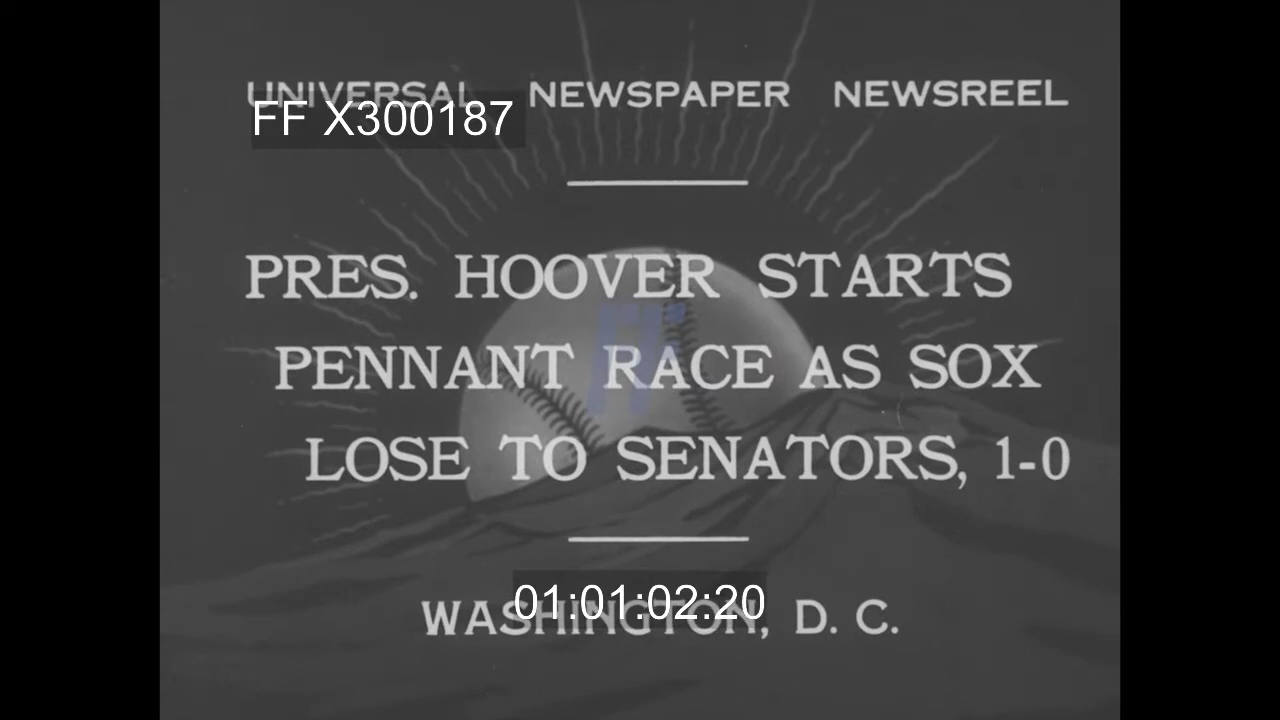 UNIVERSAL NEWSPAPER NEWSREEL
FF X300187
PRES. HOOVER STARTS
PENNANT RACE AS SOX
LOSE TO SENATORS, 1-0
01:01:02:20
WASHINGTON, D. C.